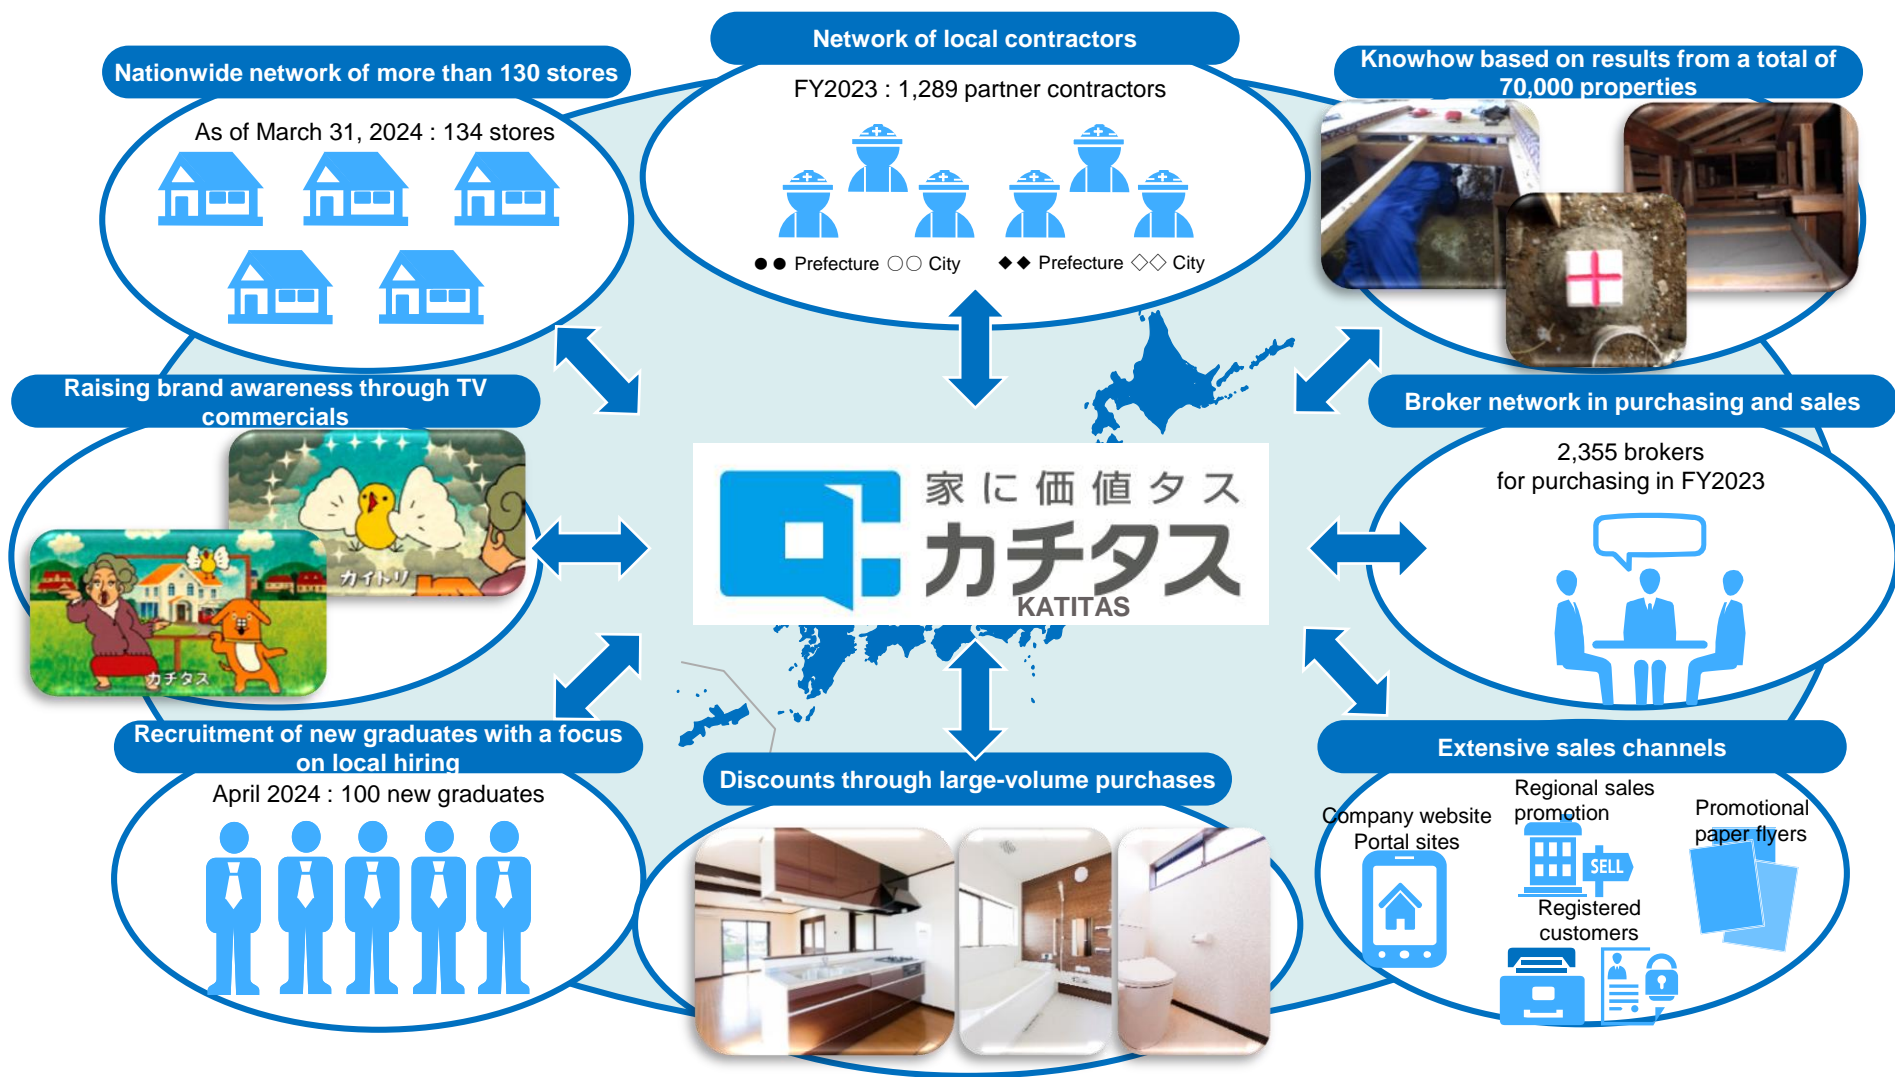 Network of local contractors
FY2023 : 1,289 partner contractors
●● Prefecture ○○ City
◆◆ Prefecture ◇◇ City
Nationwide network of more than 130 stores
As of March 31, 2024 : 134 stores
Knowhow based on results from a total of
70,000 properties
Raising brand awareness through TV
commercials
カイトリ
カチタス
家に価値タス
カチタス
KATITAS
Broker network in purchasing and sales
2,355 brokers
for purchasing in FY2023
Recruitment of new graduates with a focus
on local hiring
April 2024 : 100 new graduates
Discounts through large-volume purchases
Extensive sales channels
Company website
Portal sites
Regional sales
promotion
SELL
Promotional
paper flyers
Registered
customers